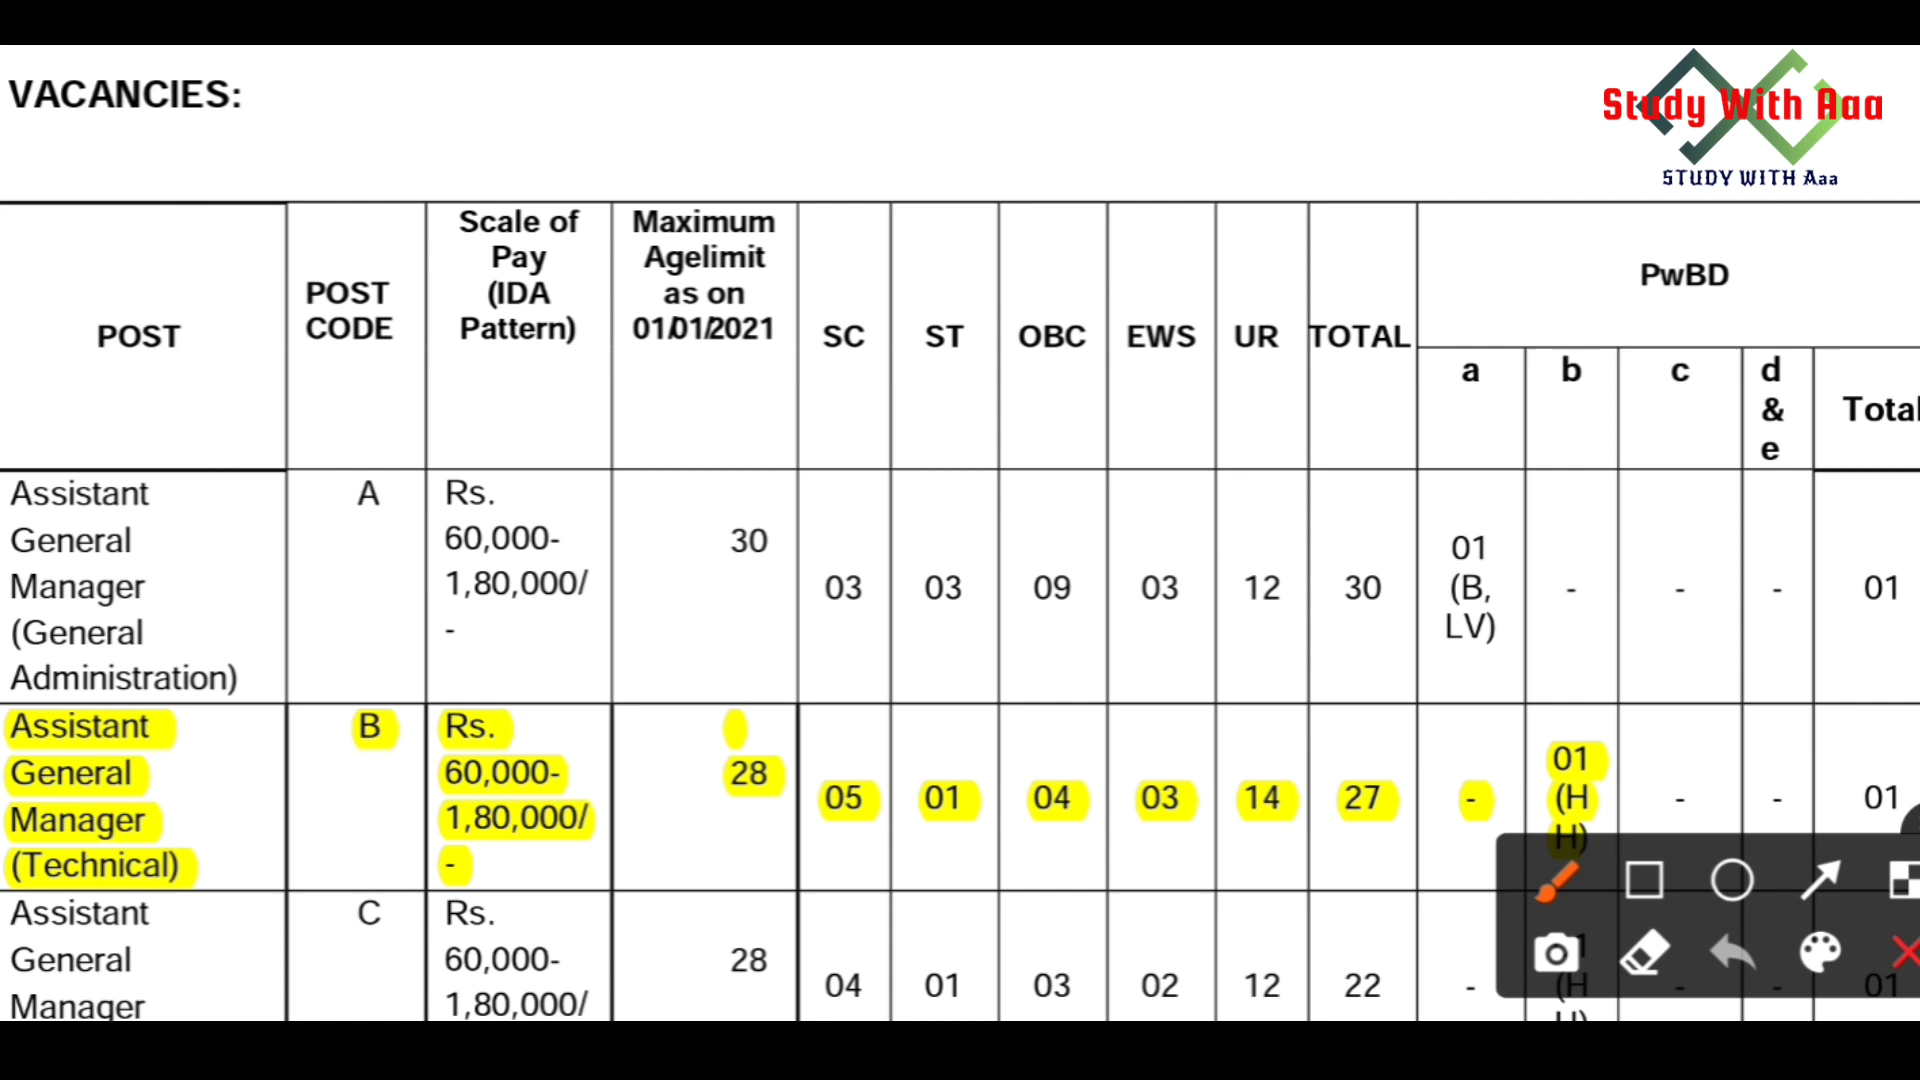 VACANCIES:
Study With Aaa
STUDY WITH Aaa
POST
POST
CODE
Scale of
Pay
(IDA
Pattern)
Maximum
Agelimit
as on
01/01/2021
SC
ST
OBC
EWS
UR
TOTAL
PwBD
a
b
c
d
&
e
Total
Assistant
General
Manager
(General
Administration)
A
Rs.
60,000-
1,80,000/
-
30
03
03
09
03
12
30
01
(B,
LV)
-
-
-
01
Assistant
General
Manager
(Technical)
B
Rs.
60,000-
1,80,000/
-
28
05
01
04
03
14
27
-
01
(H
H)
-
-
01
Assistant
General
Manager
C
Rs.
60,000-
1,80,000/
28
04
01
03
02
12
22
-
(H
-
-
01